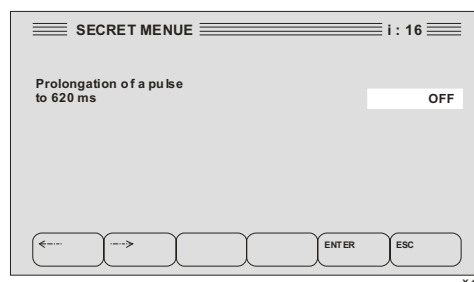 SECRET MENUE i : 16
Prolongation of a pulse
to 620 ms OFF
ENTER ESC